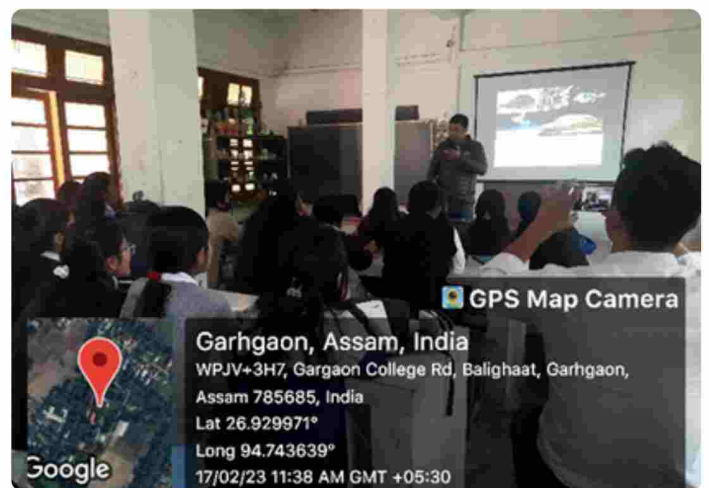 GPS Map Camera
Garhgaon, Assam, India
WPJV+3H7, Gargaon College Rd, Balighaat, Garhgaon,
Assam 785685, India
Lat 26.929971°
Long 94.743639°
17/02/23 11:38 AM GMT +05:30
Google